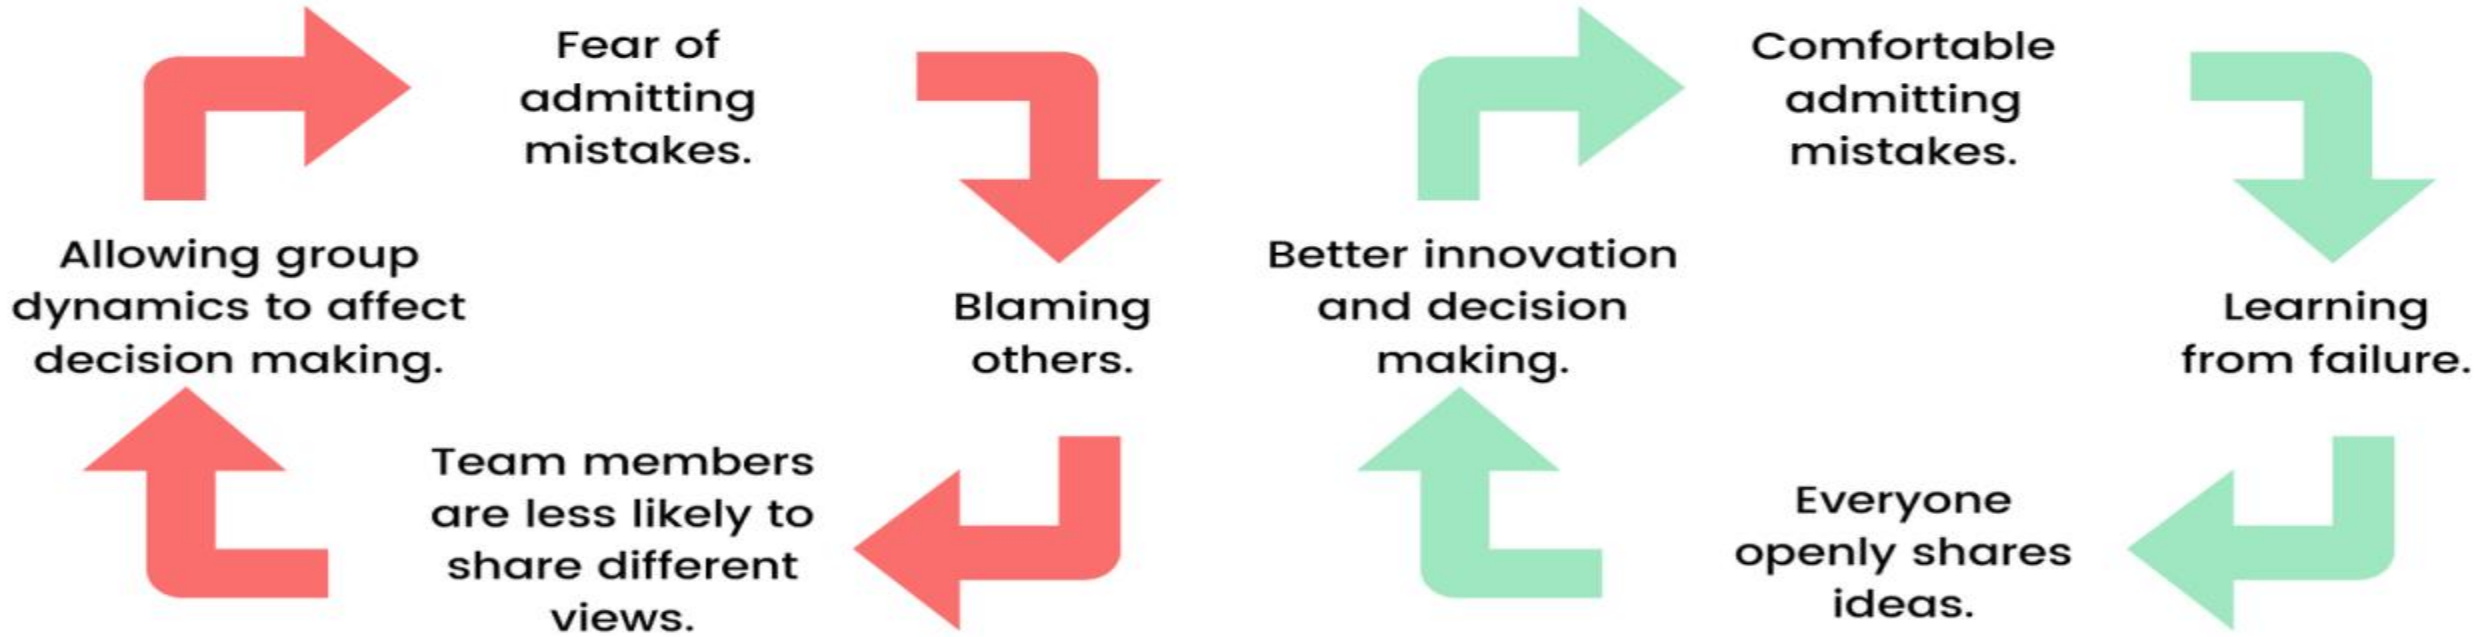 Fear of
admitting
mistakes.
Blaming
others.
Team members
are less likely to
share different
views.
Allowing group
dynamics to affect
decision making.
Comfortable
admitting
mistakes.
Learning
from failure.
Everyone
openly shares
ideas.
Better innovation
and decision
making.